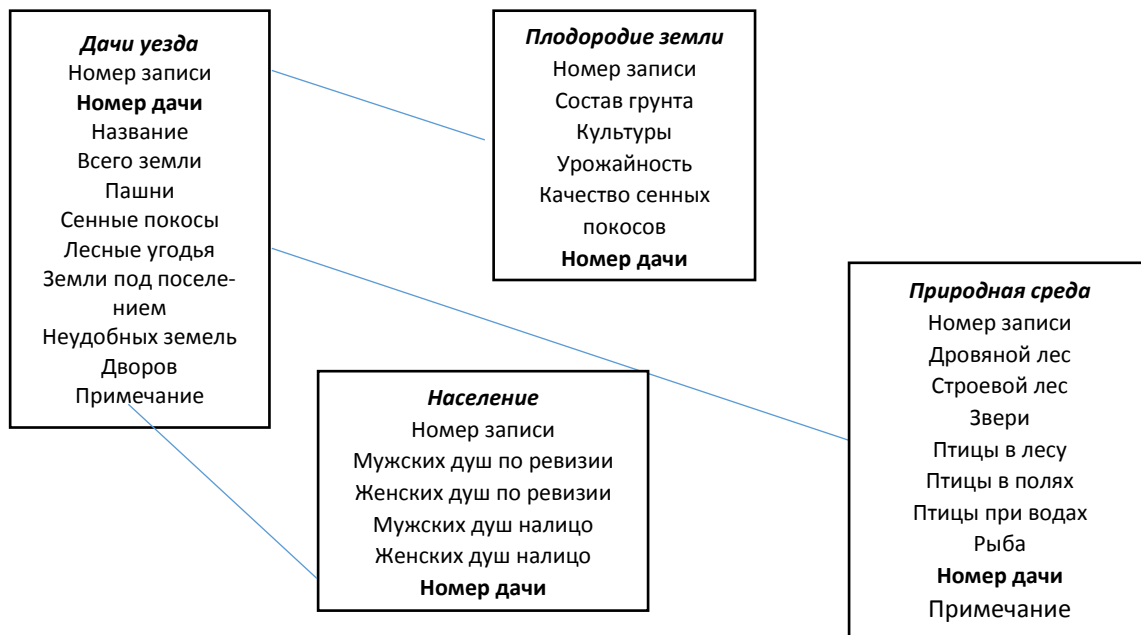 Дачи уезда
Номер записи
Номер дачи
Название
Всего земли
Пашни
Сенные покосы
Лесные угодья
Земли под поселе-
нием
Неудобных земель
Дворов
Примечание
Плодородие земли
Номер записи
Состав грунта
Культуры
Урожайность
Качество сенных
покосов
Номер дачи
Население
Номер записи
Мужских душ по ревизии
Женских душ по ревизии
Мужских душ налицо
Женских душ налицо
Номер дачи
Природная среда
Номер записи
Дровяной лес
Строевой лес
Звери
Птицы в лесу
Птицы в полях
Птицы при водах
Рыба
Номер дачи
Примечание